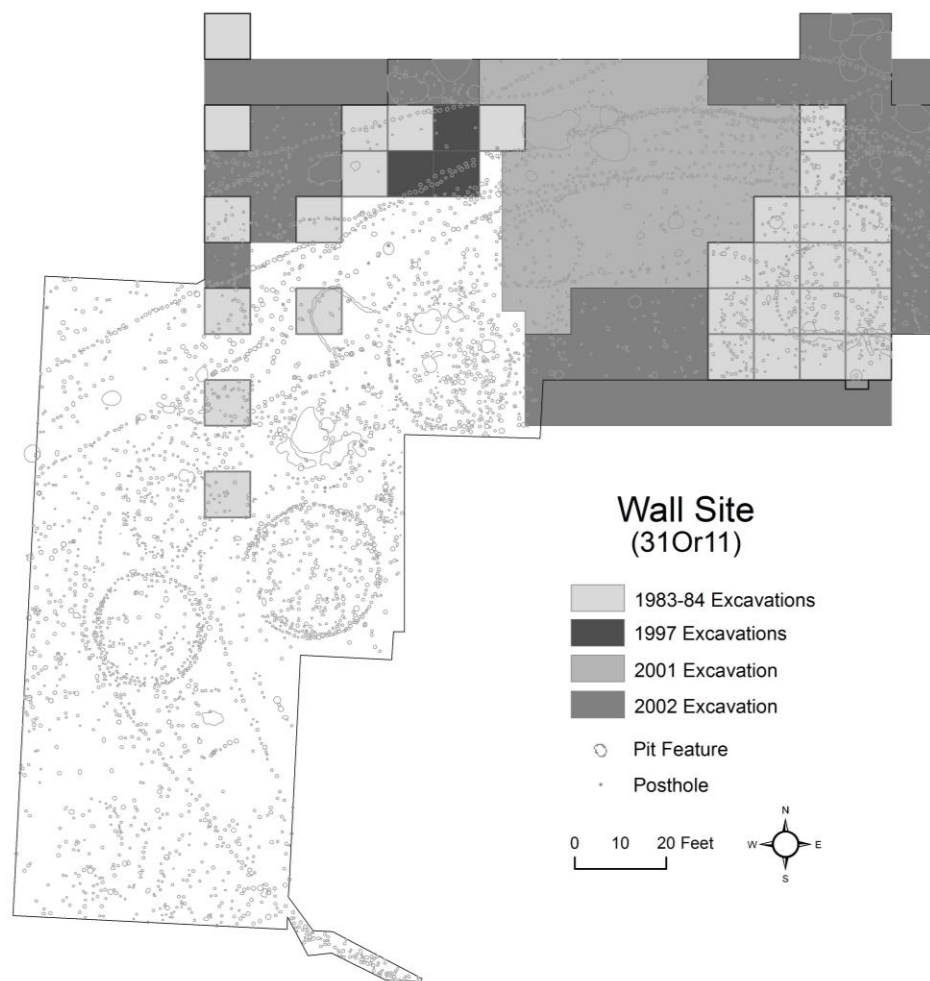 Wall Site
(31Or11)
1983-84 Excavations
1997 Excavations
2001 Excavation
2002 Excavation
Pit Feature
Posthole
0 10 20 Feet
N
W E
S